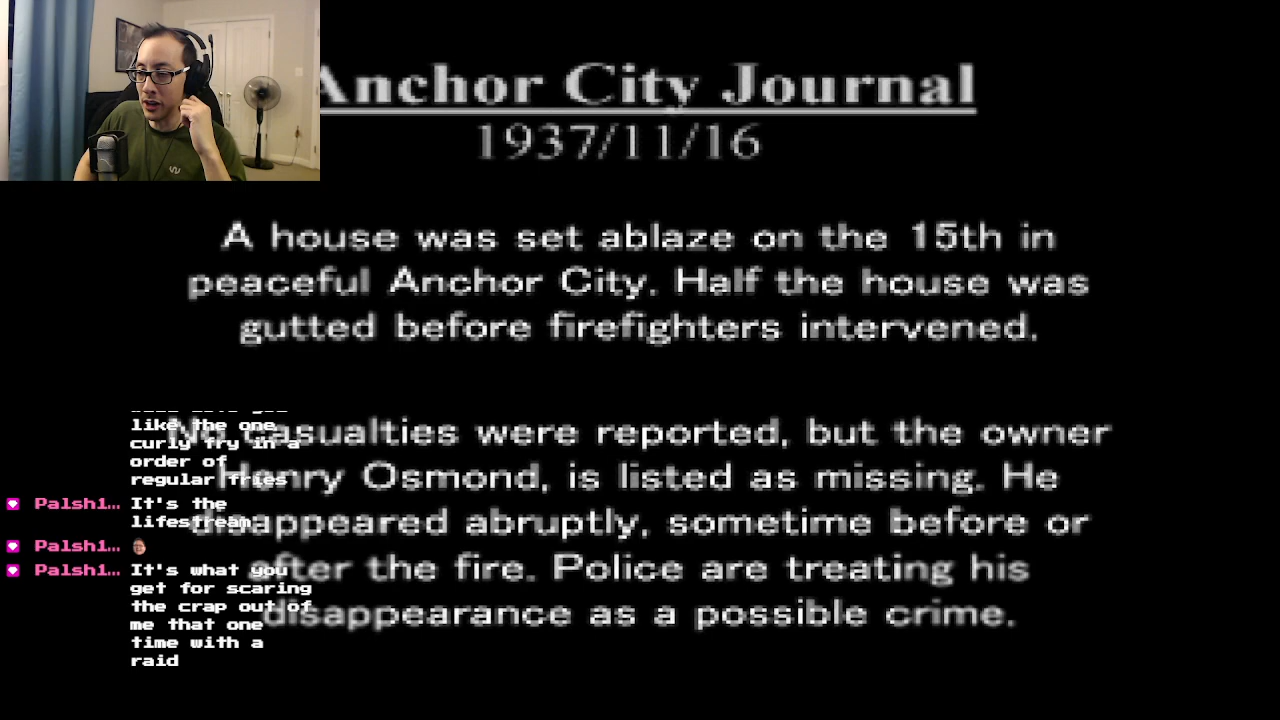 Anchor City Journal
1937/11/16
A house was set ablaze on the 15th in
peaceful Anchor City. Half the house was
gutted before firefighters intervened.
No casualties were reported, but the owner
Henry Osmond, is listed as missing. He
disappeared abruptly, sometime before or
after the fire. Police are treating his
disappearance as a possible crime.
like the one
curly fry in a
order of
regular fries
Palsh1... It's the
lifestream
Palsh1...
Palsh1... It's what you
get for scaring
the crap out of
me that one
time with a
raid